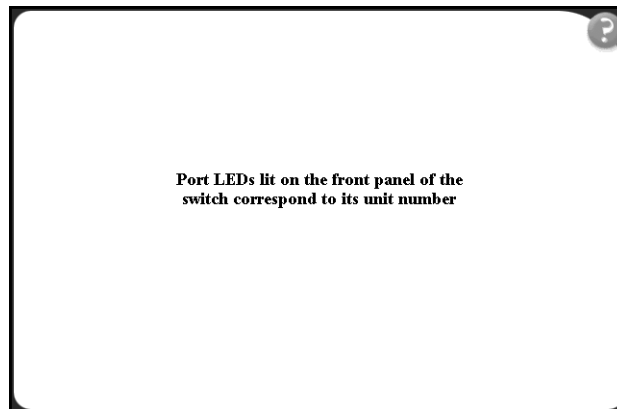 ?
Port LEDs lit on the front panel of the
switch correspond to its unit number